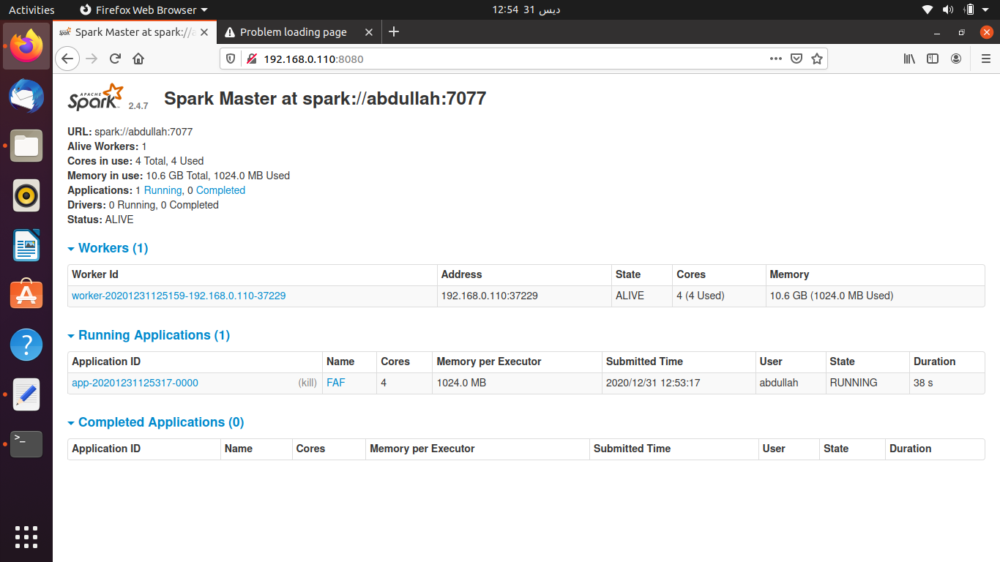 Activities Firefox Web Browser 12:54 31 ديس
Spark Master at spark://a Problem loading page
192.168.0.110:8080
APACHE Spark 2.4.7 Spark Master at spark://abdullah:7077
URL: spark://abdullah:7077
Alive Workers: 1
Cores in use: 4 Total, 4 Used
Memory in use: 10.6 GB Total, 1024.0 MB Used
Applications: 1 Running, 0 Completed
Drivers: 0 Running, 0 Completed
Status: ALIVE
Workers (1)
Worker Id Address State Cores Memory
worker-20201231125159-192.168.0.110-37229 192.168.0.110:37229 ALIVE 4 (4 Used) 10.6 GB (1024.0 MB Used)
Running Applications (1)
Application ID Name Cores Memory per Executor Submitted Time User State Duration
app-20201231125317-0000 (kill) FAF 4 1024.0 MB 2020/12/31 12:53:17 abdullah RUNNING 38 s
Completed Applications (0)
Application ID Name Cores Memory per Executor Submitted Time User State Duration